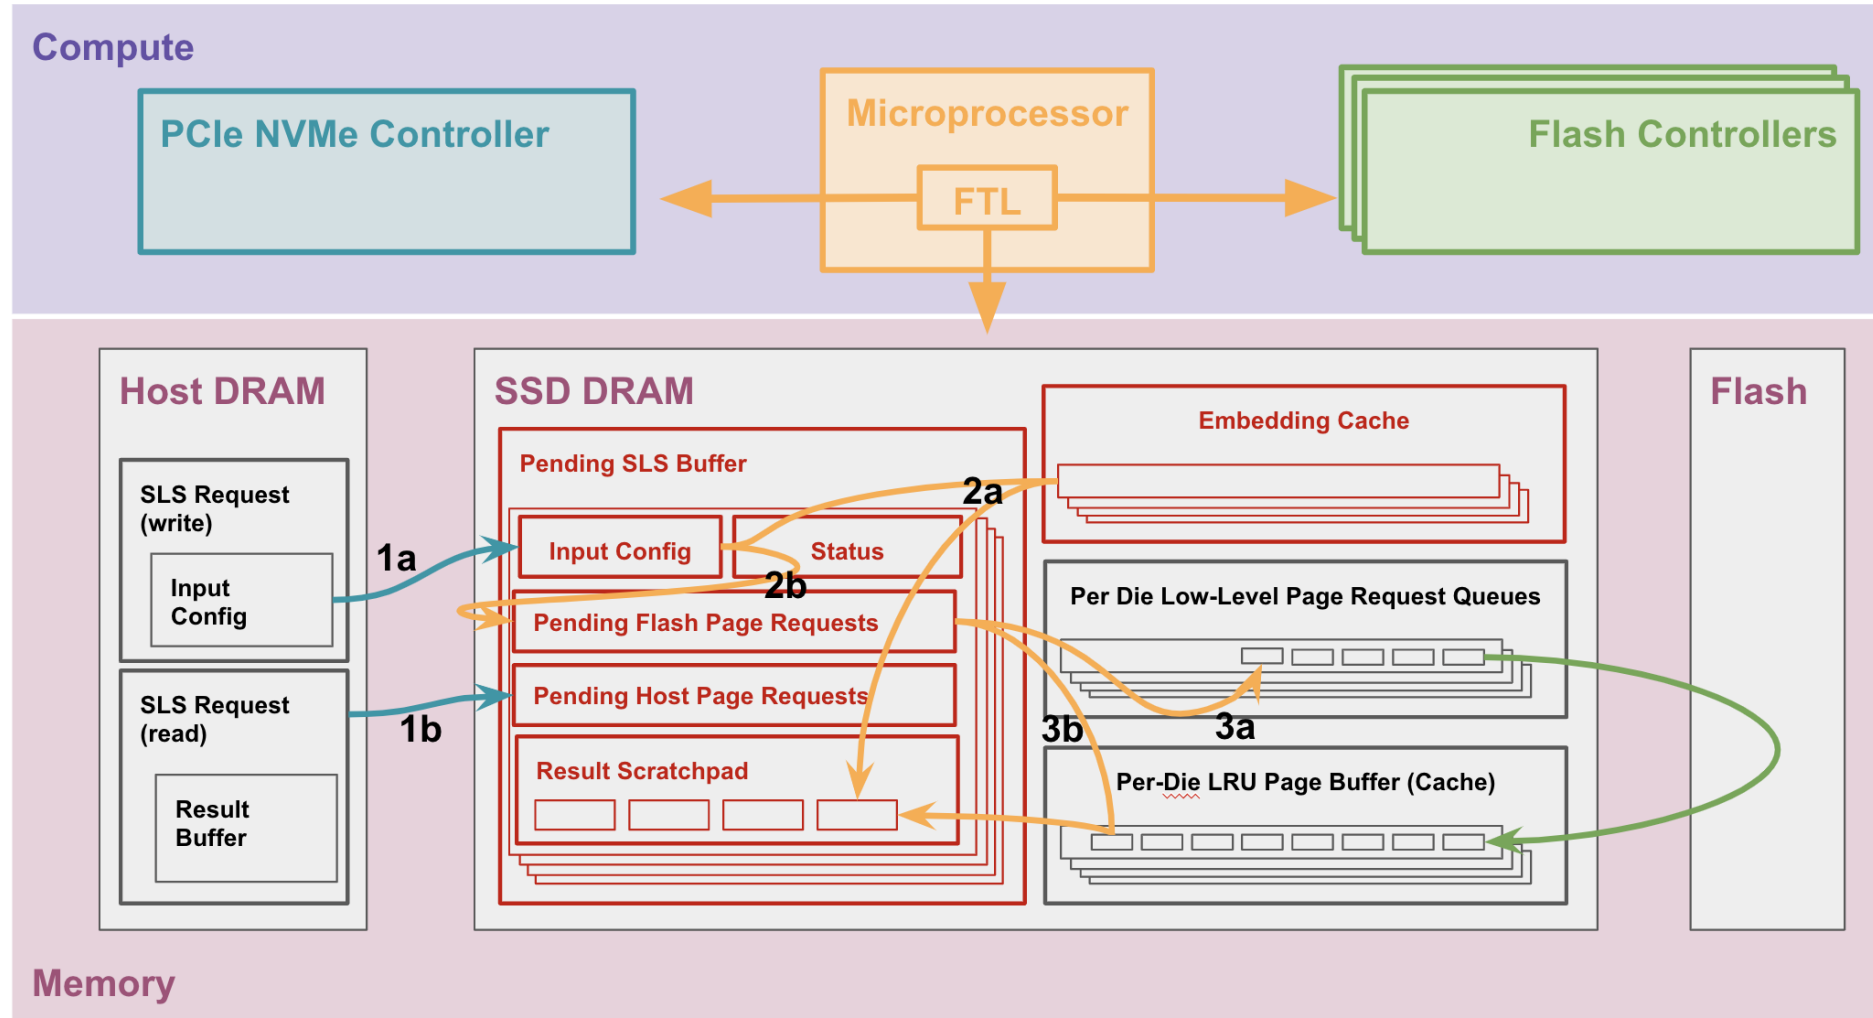 Compute
PCIe NVMe Controller
Microprocessor
FTL
Flash Controllers
Host DRAM
SLS Request
(write)
Input
Config
SLS Request
(read)
Result
Buffer
1a
1b
SSD DRAM
Pending SLS Buffer
Input Config
Status
2a
2b
Pending Flash Page Requests
Pending Host Page Requests
Result Scratchpad
Embedding Cache
Per Die Low-Level Page Request Queues
3b
3a
Per-Die LRU Page Buffer (Cache)
Flash
Memory